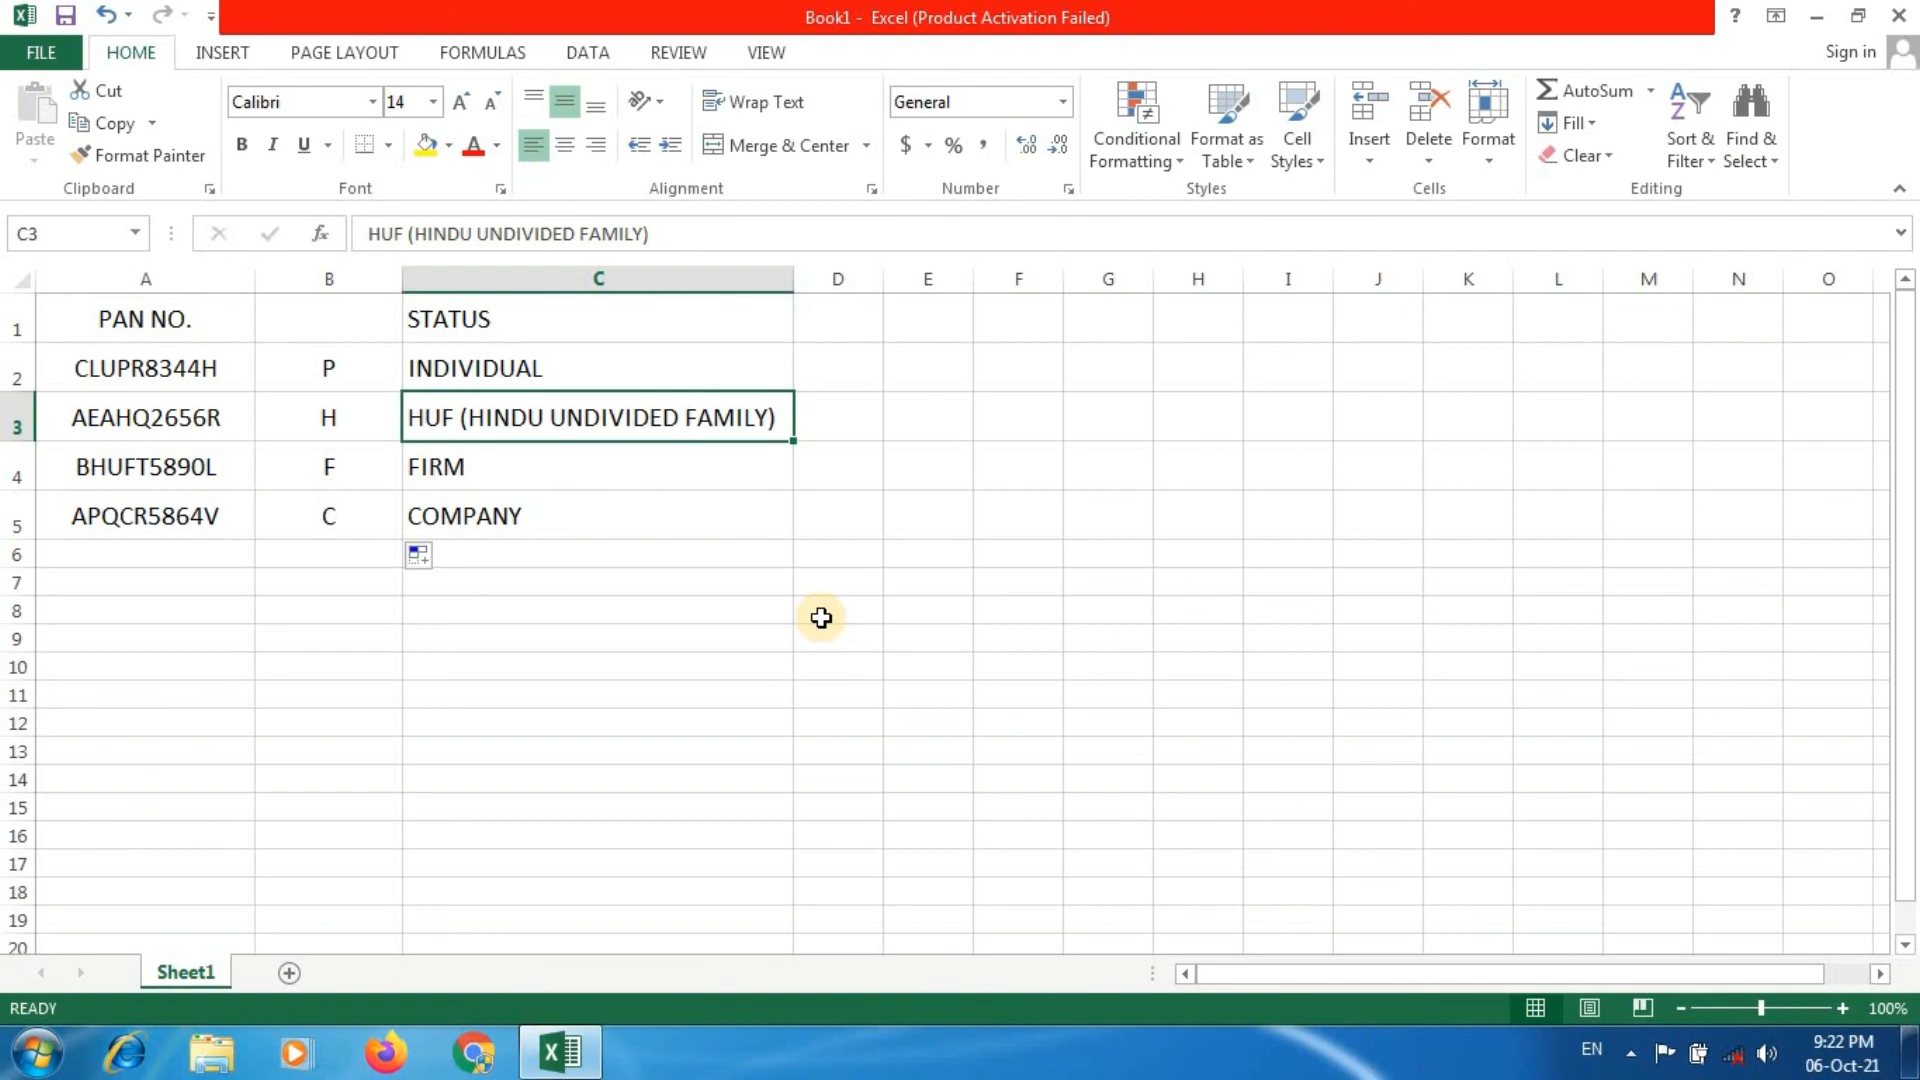 Book1 - Excel (Product Activation Failed)
?
FILE HOME INSERT PAGE LAYOUT FORMULAS DATA REVIEW VIEW
Sign in
Paste
Cut
Copy
Format Painter
Clipboard
Calibri 14
B I U
Font
Wrap Text
Merge & Center
Alignment
General
$ % ,
Number
Conditional Formatting
Format as Table
Cell Styles
Styles
Insert Delete Format
Cells
AutoSum
Fill
Clear
Sort & Filter
Find & Select
Editing
C3 fx HUF (HINDU UNDIVIDED FAMILY)
A B C D E F G H I J K L M N O
1 PAN NO. STATUS
2 CLUPR8344H P INDIVIDUAL
3 AEAHQ2656R H HUF (HINDU UNDIVIDED FAMILY)
4 BHUFT5890L F FIRM
5 APQCR5864V C COMPANY
6
7
8
9
10
11
12
13
14
15
16
17
18
19
20
Sheet1
READY 100%
EN 9:22 PM
06-Oct-21